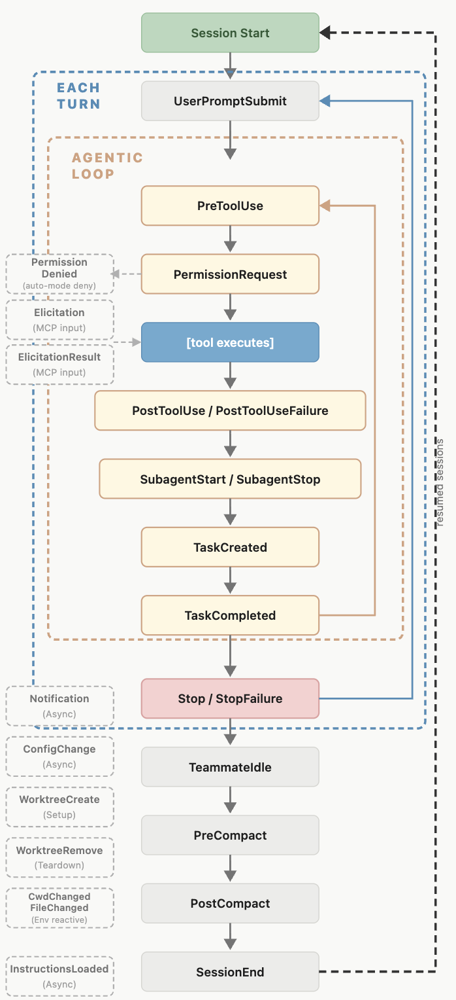 Session Start
EACH
TURN
UserPromptSubmit
AGENTIC
LOOP
PreToolUse
Permission
Denied
(auto-mode deny)
PermissionRequest
Elicitation
(MCP input)
[tool executes]
ElicitationResult
(MCP input)
PostToolUse / PostToolUseFailure
SubagentStart / SubagentStop
resumed sessions
TaskCreated
TaskCompleted
Stop / StopFailure
Notification
(Async)
ConfigChange
(Async)
TeammateIdle
WorktreeCreate
(Setup)
PreCompact
WorktreeRemove
(Teardown)
CwdChanged
FileChanged
(Env reactive)
PostCompact
InstructionsLoaded
(Async)
SessionEnd